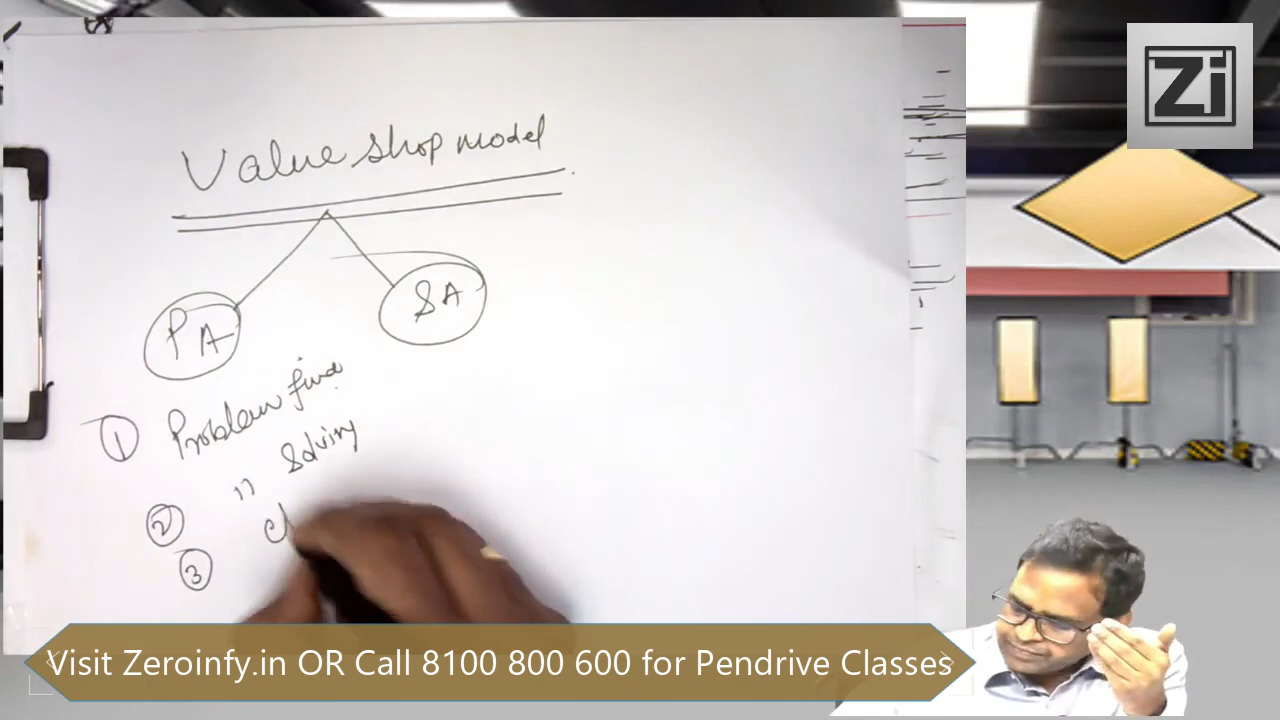 Zi
Value shop model
PA
SA
① Problem find
② 〃 Solving
③ ch
Visit Zeroinfy.in OR Call 8100 800 600 for Pendrive Classes